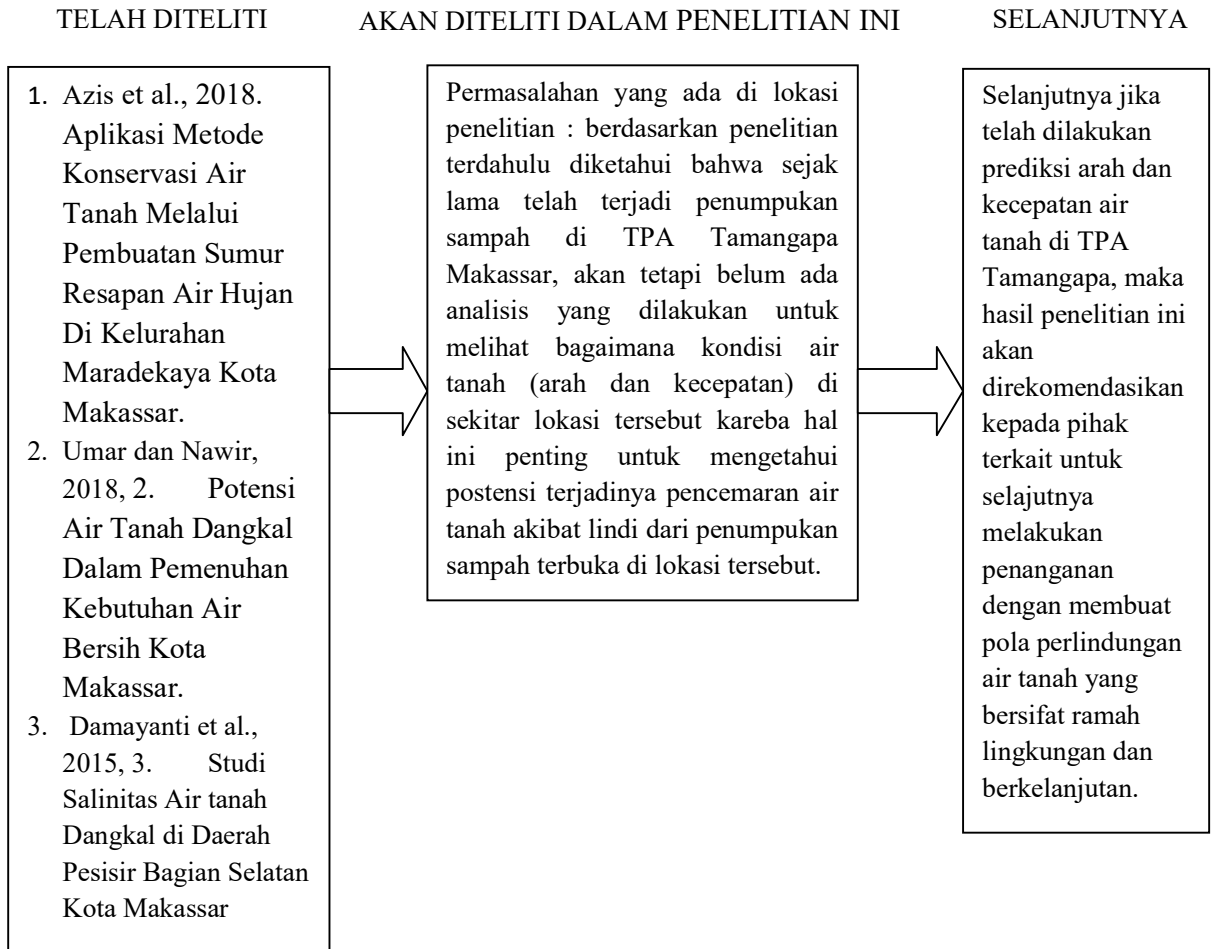 TELAH DITELITI
AKAN DITELITI DALAM PENELITIAN INI
SELANJUTNYA
1. Azis et al., 2018.
Aplikasi Metode
Konservasi Air
Tanah Melalui
Pembuatan Sumur
Resapan Air Hujan
Di Kelurahan
Maradekaya Kota
Makassar.
2. Umar dan Nawir,
2018, 2. Potensi
Air Tanah Dangkal
Dalam Pemenuhan
Kebutuhan Air
Bersih Kota
Makassar.
3. Damayanti et al.,
2015, 3. Studi
Salinitas Air tanah
Dangkal di Daerah
Pesisir Bagian Selatan
Kota Makassar
Permasalahan yang ada di lokasi
penelitian : berdasarkan penelitian
terdahulu diketahui bahwa sejak
lama telah terjadi penumpukan
sampah di TPA Tamangapa
Makassar, akan tetapi belum ada
analisis yang dilakukan untuk
melihat bagaimana kondisi air
tanah (arah dan kecepatan) di
sekitar lokasi tersebut kareba hal
ini penting untuk mengetahui
postensi terjadinya pencemaran air
tanah akibat lindi dari penumpukan
sampah terbuka di lokasi tersebut.
Selanjutnya jika
telah dilakukan
prediksi arah dan
kecepatan air
tanah di TPA
Tamangapa, maka
hasil penelitian ini
akan
direkomendasikan
kepada pihak
terkait untuk
selajutnya
melakukan
penanganan
dengan membuat
pola perlindungan
air tanah yang
bersifat ramah
lingkungan dan
berkelanjutan.